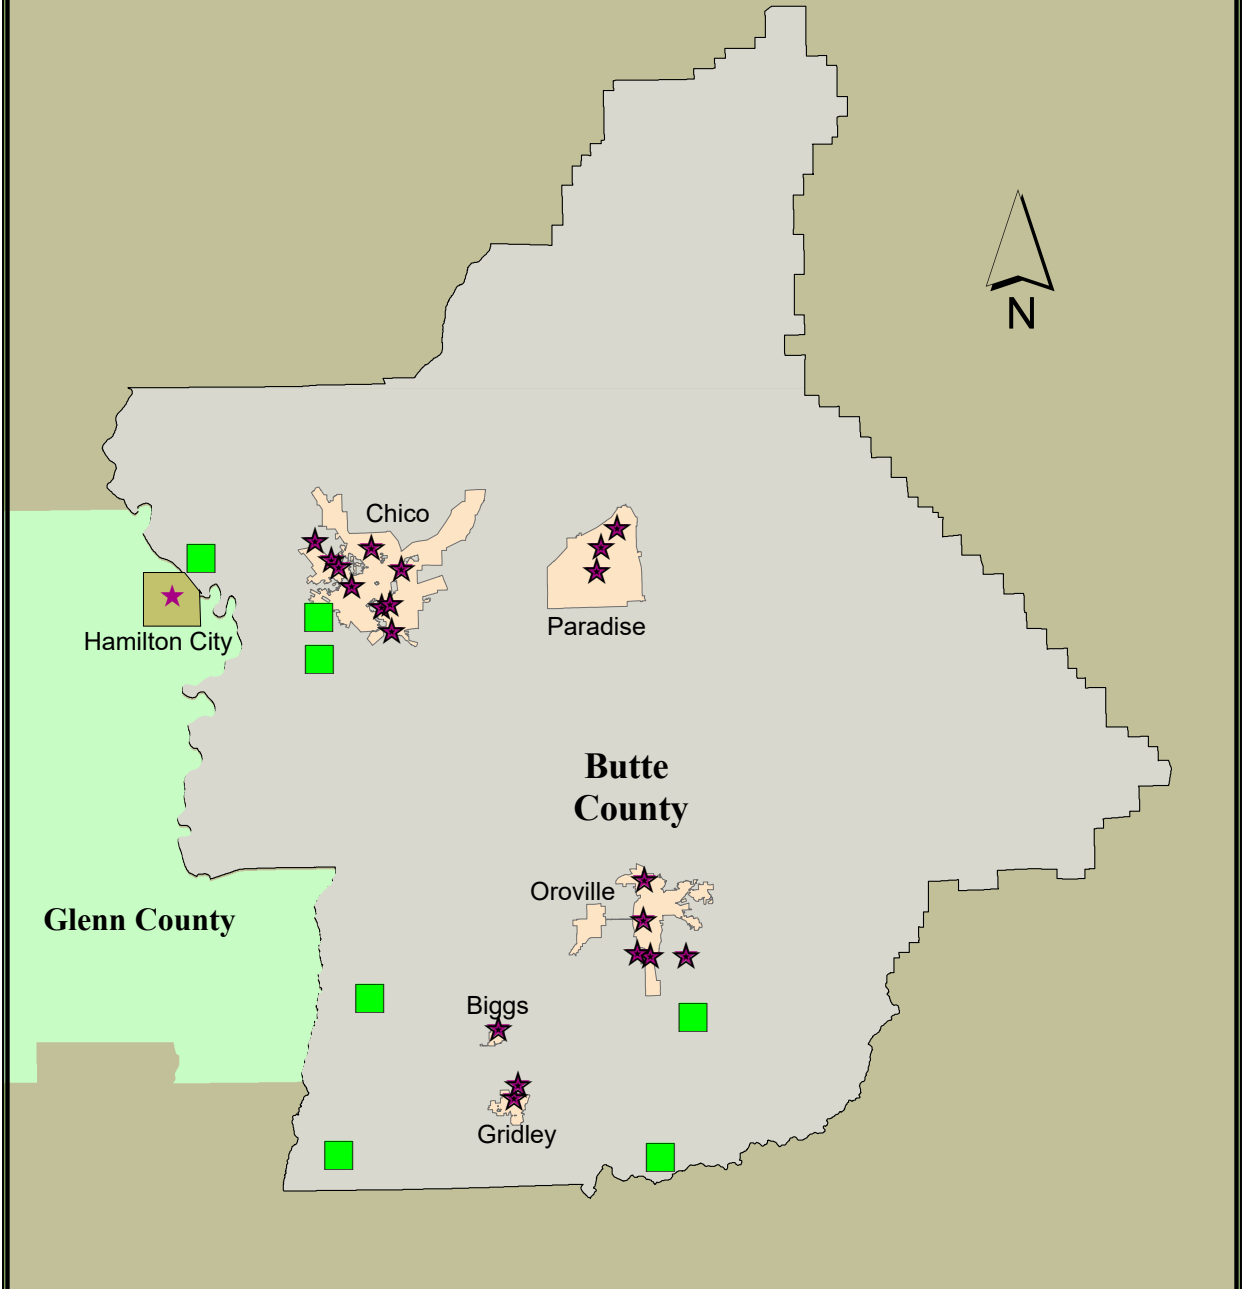 N
Chico
Paradise
Hamilton City
Butte
County
Oroville
Glenn County
Biggs
Gridley